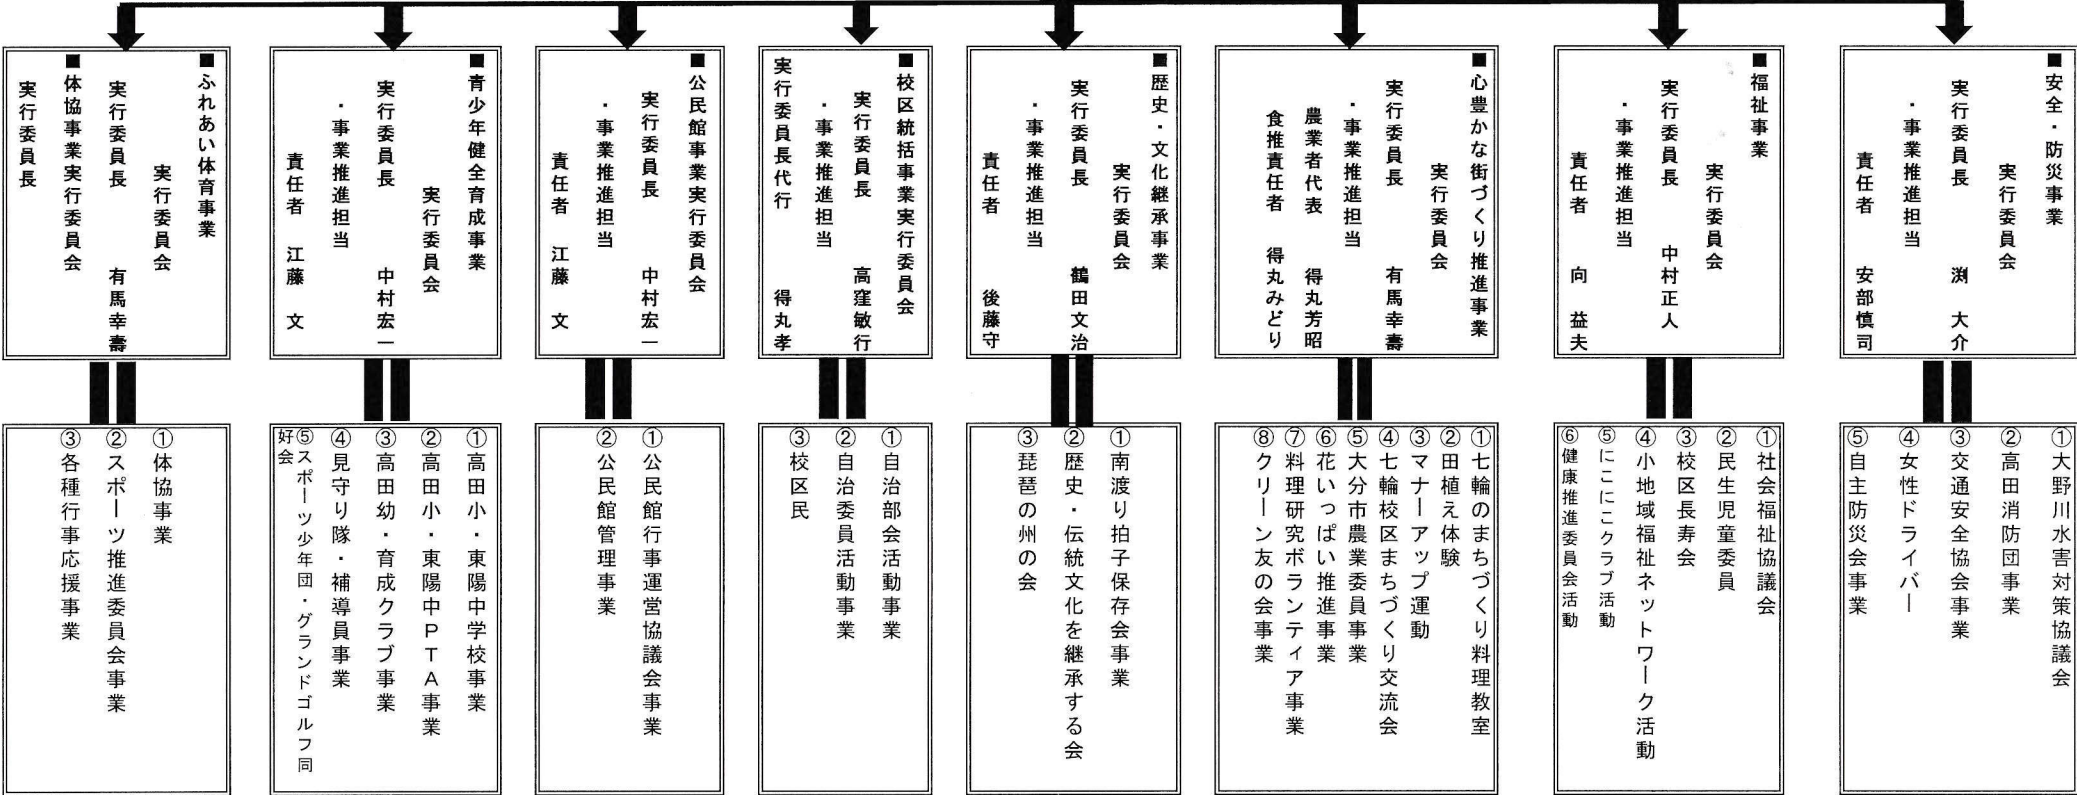 ■安全・防災事業
実行委員会
実行委員長　渕　大介
・事業推進担当
責任者　安部慎司
①大野川水害対策協議会
②高田消防団事業
③交通安全協会事業
④女性ドライバー
⑤自主防災会事業
■福祉事業
実行委員会
実行委員長　中村正人
・事業推進担当
責任者　向　益夫
①社会福祉協議会
②民生児童委員
③校区長寿会
④小地域福祉ネットワーク活動
⑤にこにこクラブ活動
⑥健康推進委員会活動
■心豊かな街づくり推進事業
実行委員会
実行委員長　有馬幸壽
・事業推進担当
農業者代表　得丸芳昭
食推責任者　得丸みどり
①七輪のまちづくり料理教室
②田植え体験
③マナーアップ運動
④七輪校区まちづくり交流会
⑤大分市農業委員事業
⑥花いっぱい推進事業
⑦料理研究ボランティア事業
⑧クリーン友の会事業
■歴史・文化継承事業
実行委員会
実行委員長　鶴田文治
・事業推進担当
責任者　後藤守
①南渡り拍子保存会事業
②歴史・伝統文化を継承する会
③琵琶の州の会
■校区統括事業実行委員会
実行委員長　高窪敏行
・事業推進担当
実行委員長代行　得丸孝
①自治部会活動事業
②自治委員活動事業
③校区民
■公民館事業実行委員会
実行委員長　中村宏一
・事業推進担当
責任者　江藤　文
①公民館行事運営協議会事業
②公民館管理事業
■青少年健全育成事業
実行委員会
実行委員長　中村宏一
・事業推進担当
責任者　江藤　文
①高田小・東陽中学校事業
②高田小・東陽中ＰＴＡ事業
③高田幼・育成クラブ事業
④見守り隊・補導員事業
⑤スポーツ少年団・グランドゴルフ同
好会
■ふれあい体育事業
実行委員会
実行委員長　有馬幸壽
■体協事業実行委員会
実行委員長
①体協事業
②スポーツ推進委員会事業
③各種行事応援事業